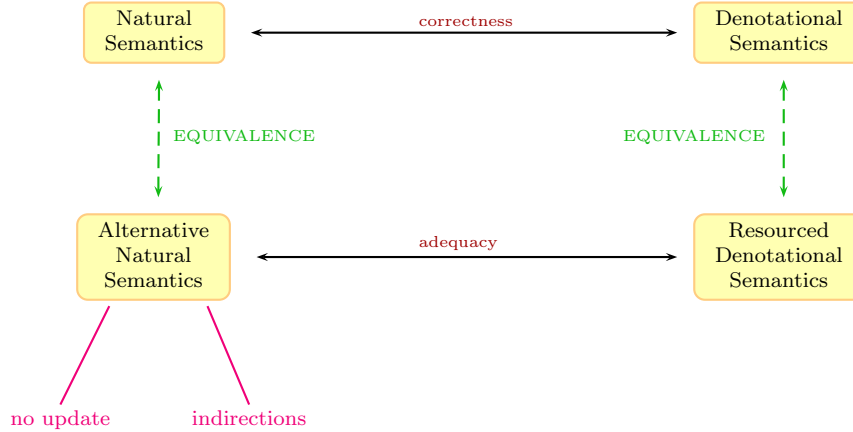 Natural
Semantics
correctness
Denotational
Semantics
EQUIVALENCE
EQUIVALENCE
Alternative
Natural
Semantics
adequacy
Resourced
Denotational
Semantics
no update
indirections